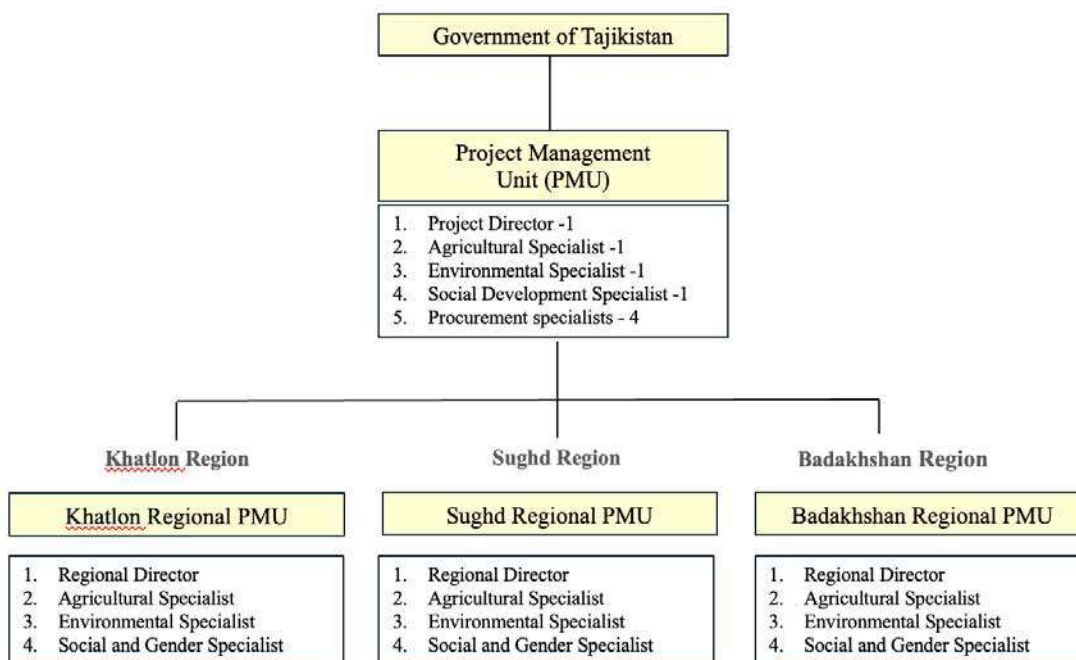 Government of Tajikistan
Project Management
Unit (PMU)
1. Project Director -1
2. Agricultural Specialist -1
3. Environmental Specialist -1
4. Social Development Specialist -1
5. Procurement specialists - 4
Khatlon Region
Sughd Region
Badakhshan Region
Khatlon Regional PMU
Sughd Regional PMU
Badakhshan Regional PMU
1. Regional Director
2. Agricultural Specialist
3. Environmental Specialist
4. Social and Gender Specialist
1. Regional Director
2. Agricultural Specialist
3. Environmental Specialist
4. Social and Gender Specialist
1. Regional Director
2. Agricultural Specialist
3. Environmental Specialist
4. Social and Gender Specialist